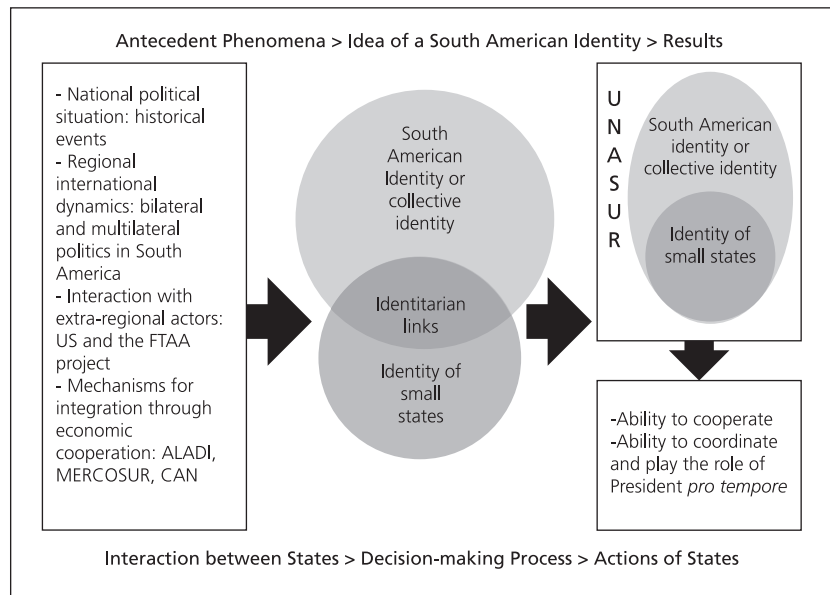 Antecedent Phenomena > Idea of a South American Identity > Results
- National political
situation: historical
events
- Regional
international
dynamics: bilateral
and multilateral
politics in South
America
- Interaction with
extra-regional actors:
US and the FTAA
project
- Mechanisms for
integration through
economic
cooperation: ALADI,
MERCOSUR, CAN
South
American
Identity or
collective
identity
Identitarian
links
Identity of
small
states
U
N
A
S
U
R
South American
identity or
collective identity
Identity of
small states
-Ability to cooperate
-Ability to coordinate
and play the role of
President pro tempore
Interaction between States > Decision-making Process > Actions of States